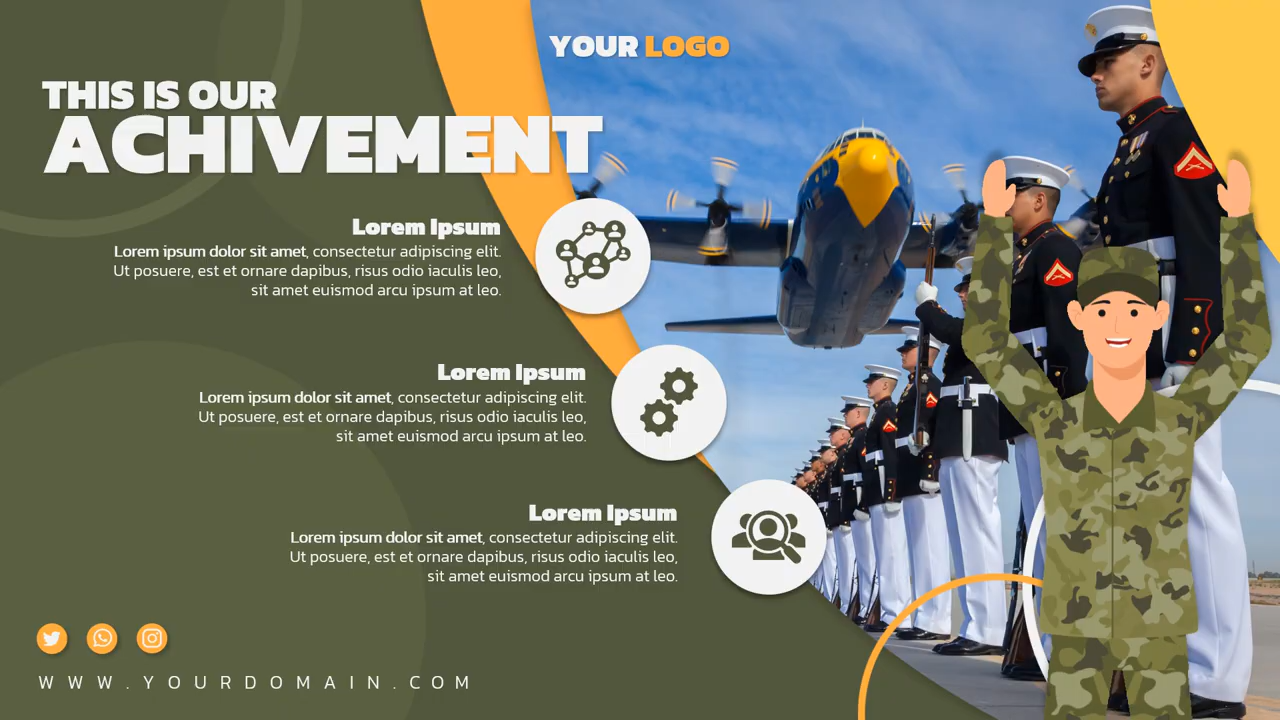 YOUR LOGO
THIS IS OUR
ACHIVEMENT
Lorem Ipsum
Lorem ipsum dolor sit amet, consectetur adipiscing elit.
Ut posuere, est et ornare dapibus, risus odio iaculis leo,
sit amet euismod arcu ipsum at leo.
Lorem Ipsum
Lorem ipsum dolor sit amet, consectetur adipiscing elit.
Ut posuere, est et ornare dapibus, risus odio iaculis leo,
sit amet euismod arcu ipsum at leo.
Lorem Ipsum
Lorem ipsum dolor sit amet, consectetur adipiscing elit.
Ut posuere, est et ornare dapibus, risus odio iaculis leo,
sit amet euismod arcu ipsum at leo.
WWW.YOURDOMAIN.COM